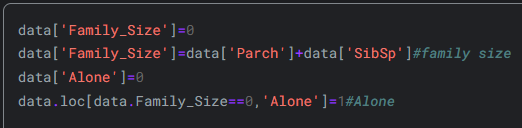 data['Family_Size']=0
data['Family_Size']=data['Parch']+data['SibSp']#family size
data['Alone']=0
data.loc[data.Family_Size==0,'Alone']=1#Alone